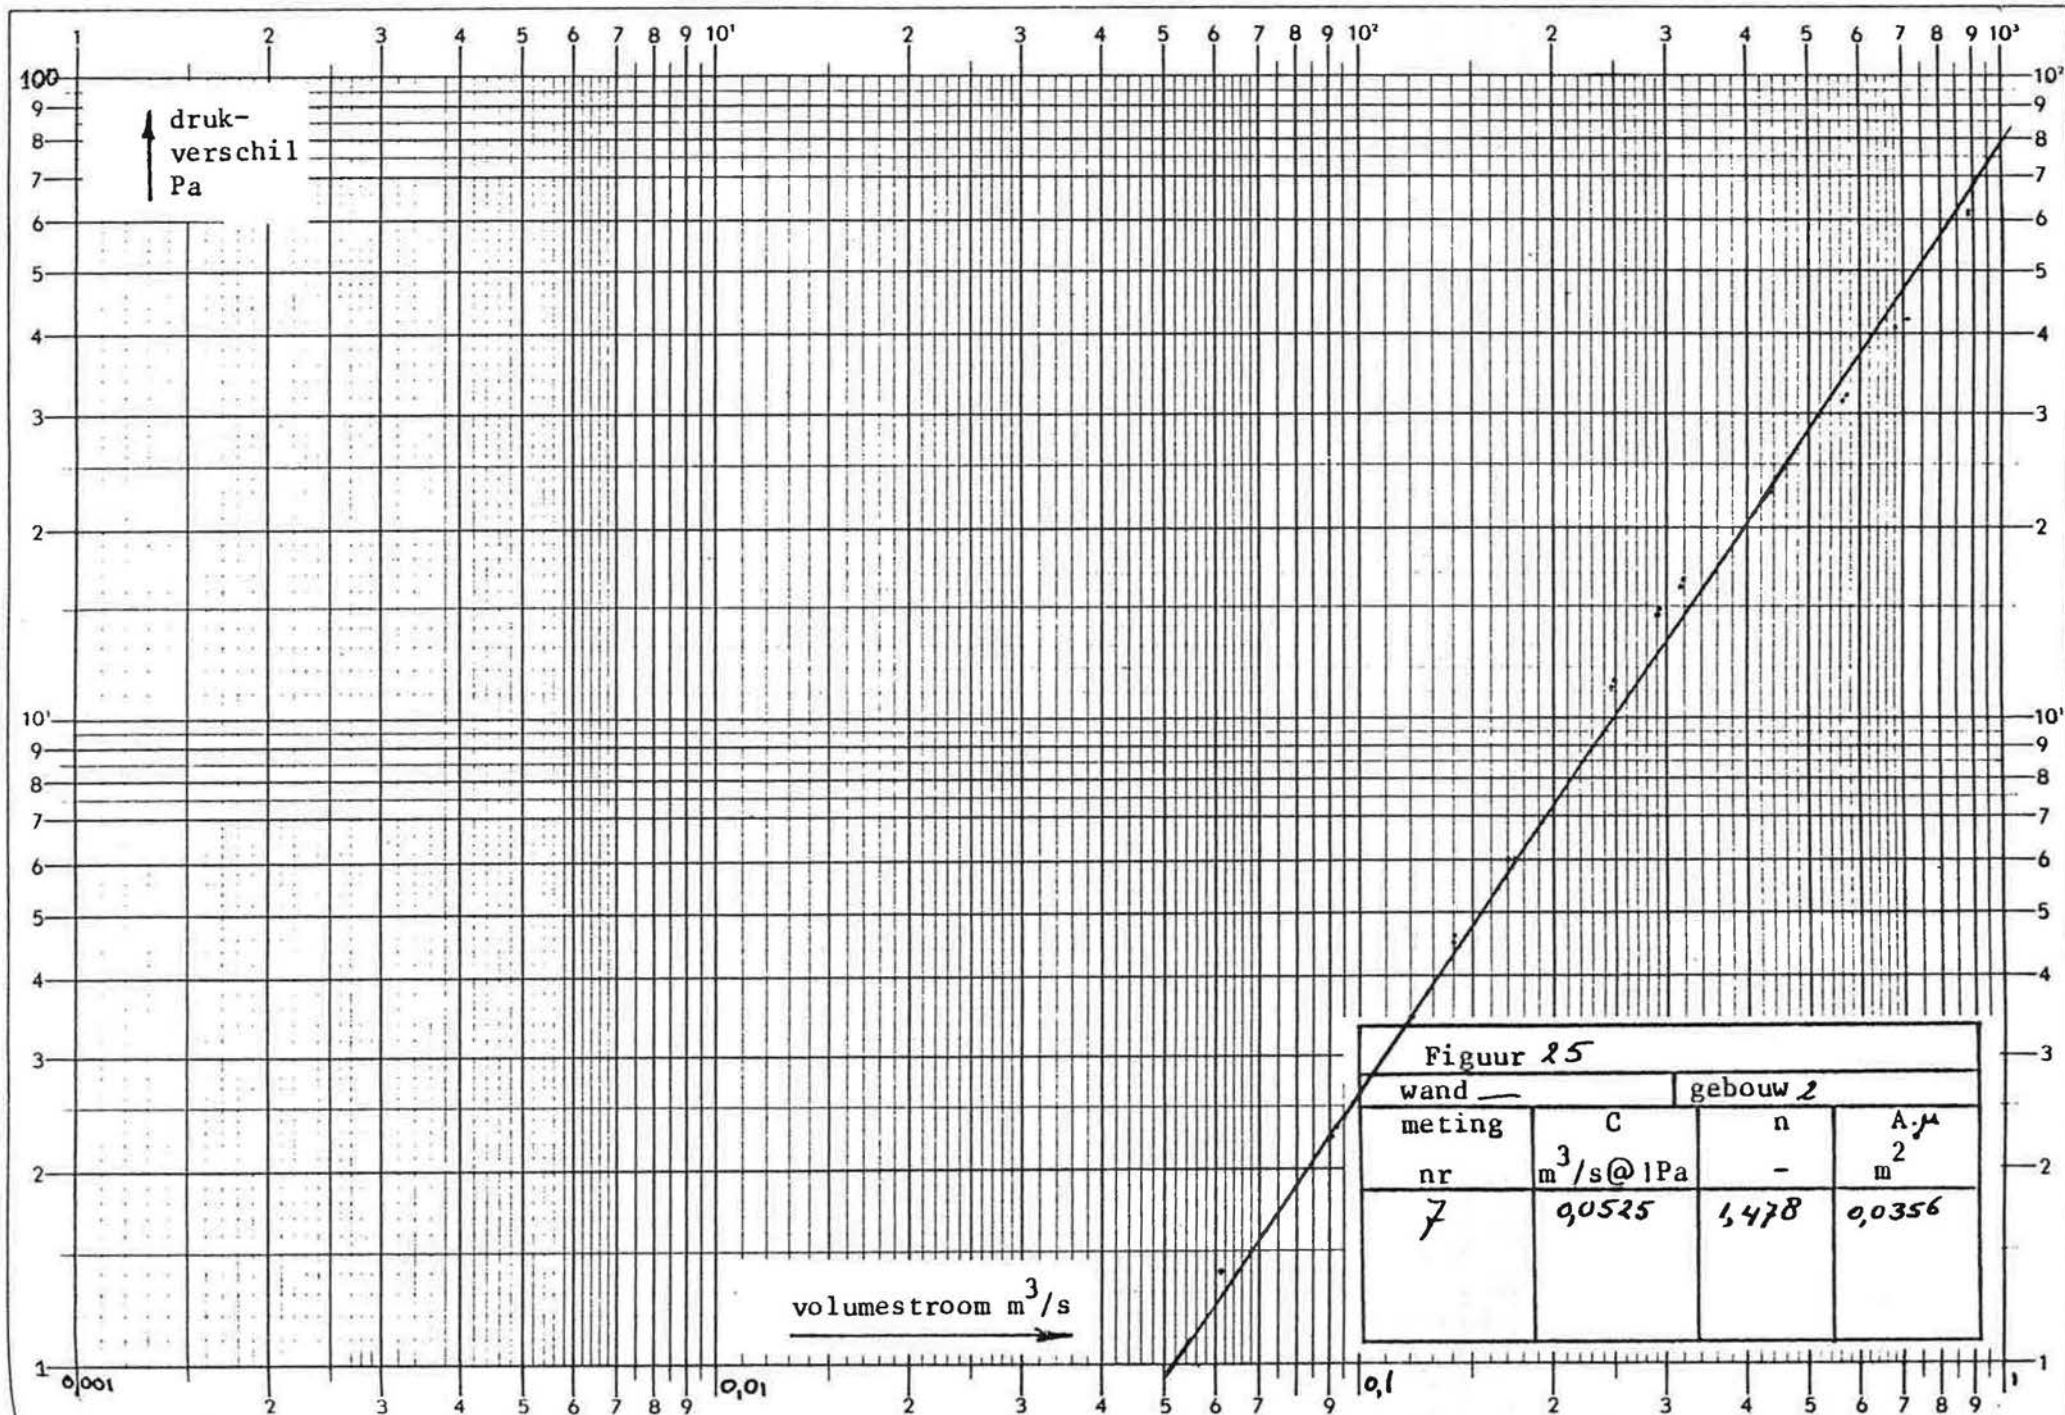 1 2 3 4 5 6 7 8 9 10¹ 2 3 4 5 6 7 8 9 10² 2 3 4 5 6 7 8 9 10³
10² 9 8 7 6 5 4 3 2 10¹ 9 8 7 6 5 4 3 2 1
druk-
verschil
Pa
10² 9 8 7 6 5 4 3 2 10¹ 9 8 7 6 5 4 3 2 1
volumestroom m³/s
Figuur 25
wand — gebouw 2
meting C n A.μ
nr m³/s@1Pa - m²
7 0,0525 1,478 0,0356
0,001 0,01 0,1 1
2 3 4 5 6 7 8 9 2 3 4 5 6 7 8 9 2 3 4 5 6 7 8 9